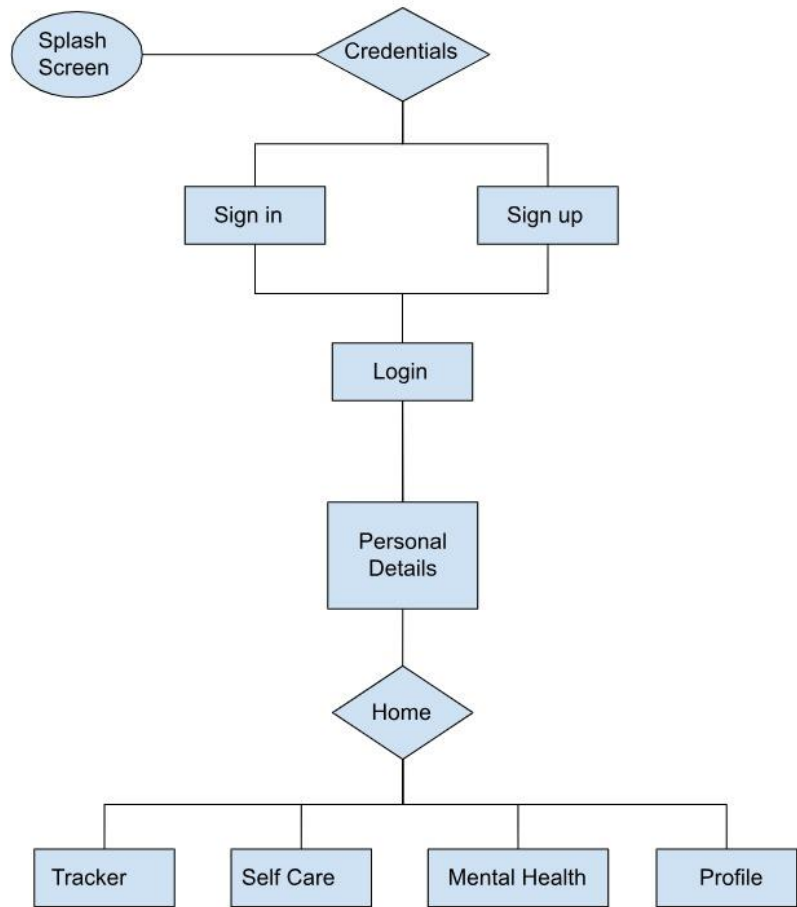 Splash
Screen
Credentials
Sign in
Sign up
Login
Personal
Details
Home
Tracker
Self Care
Mental Health
Profile